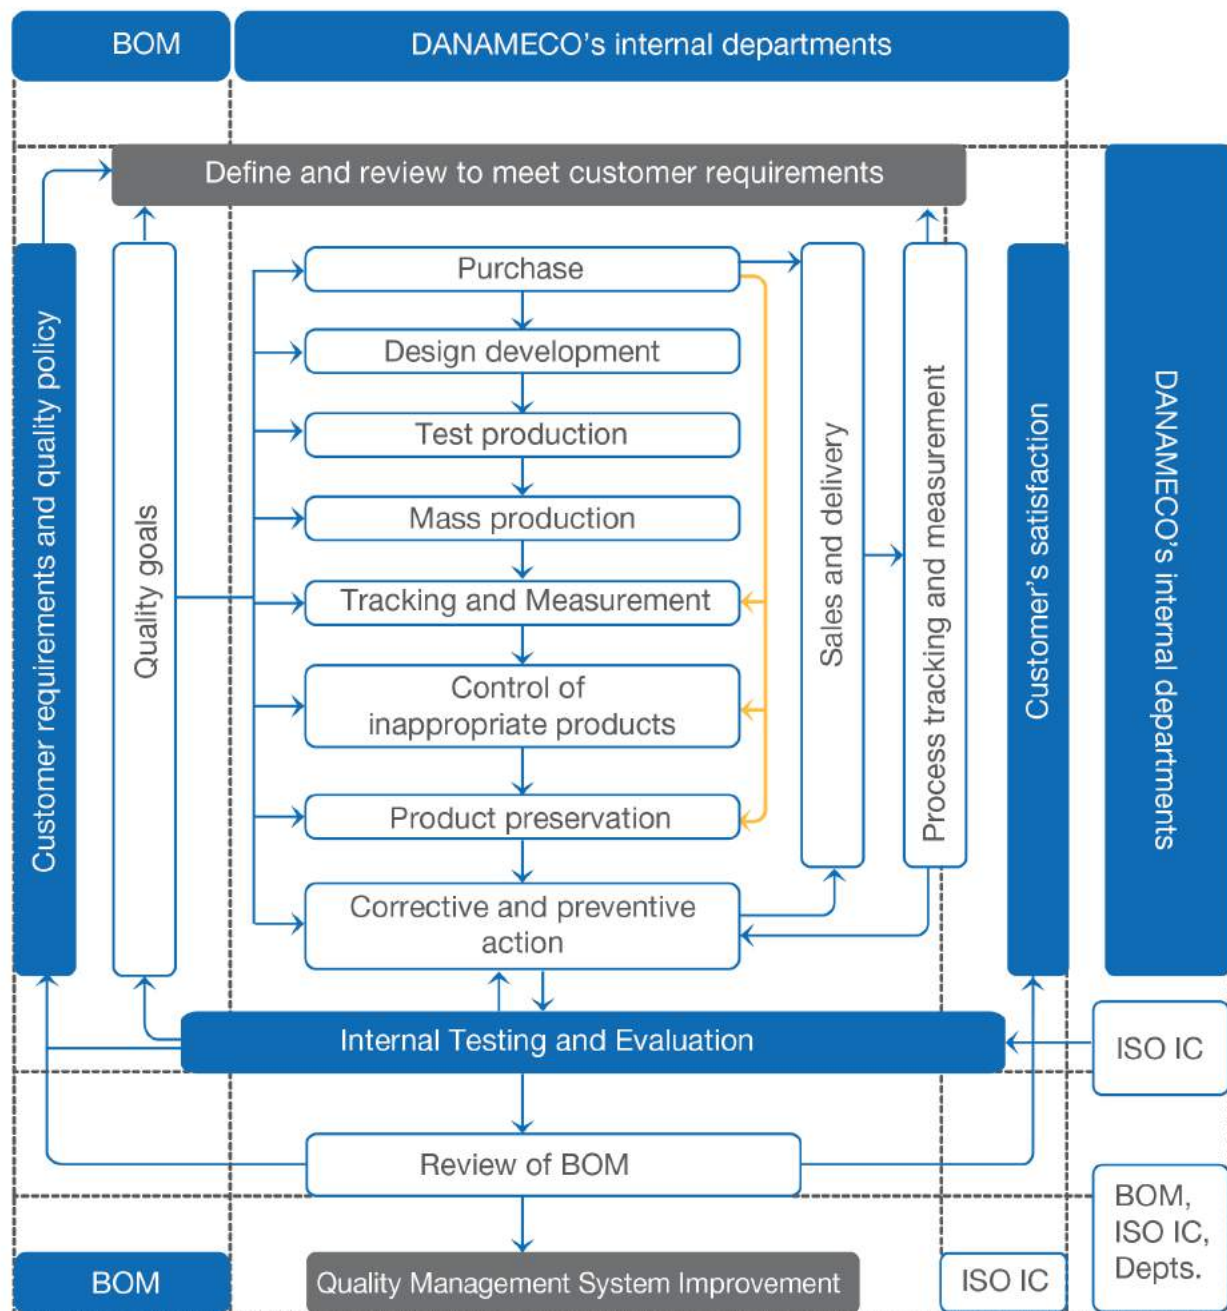 BOM
DANAMECO's internal departments
Define and review to meet customer requirements
Customer requirements and quality policy
Quality goals
Purchase
Design development
Test production
Mass production
Tracking and Measurement
Control of
inappropriate products
Product preservation
Corrective and preventive
action
Sales and delivery
Process tracking and measurement
Customer's satisfaction
DANAMECO's internal departments
Internal Testing and Evaluation
ISO IC
Review of BOM
BOM,
ISO IC,
Depts.
BOM
Quality Management System Improvement
ISO IC